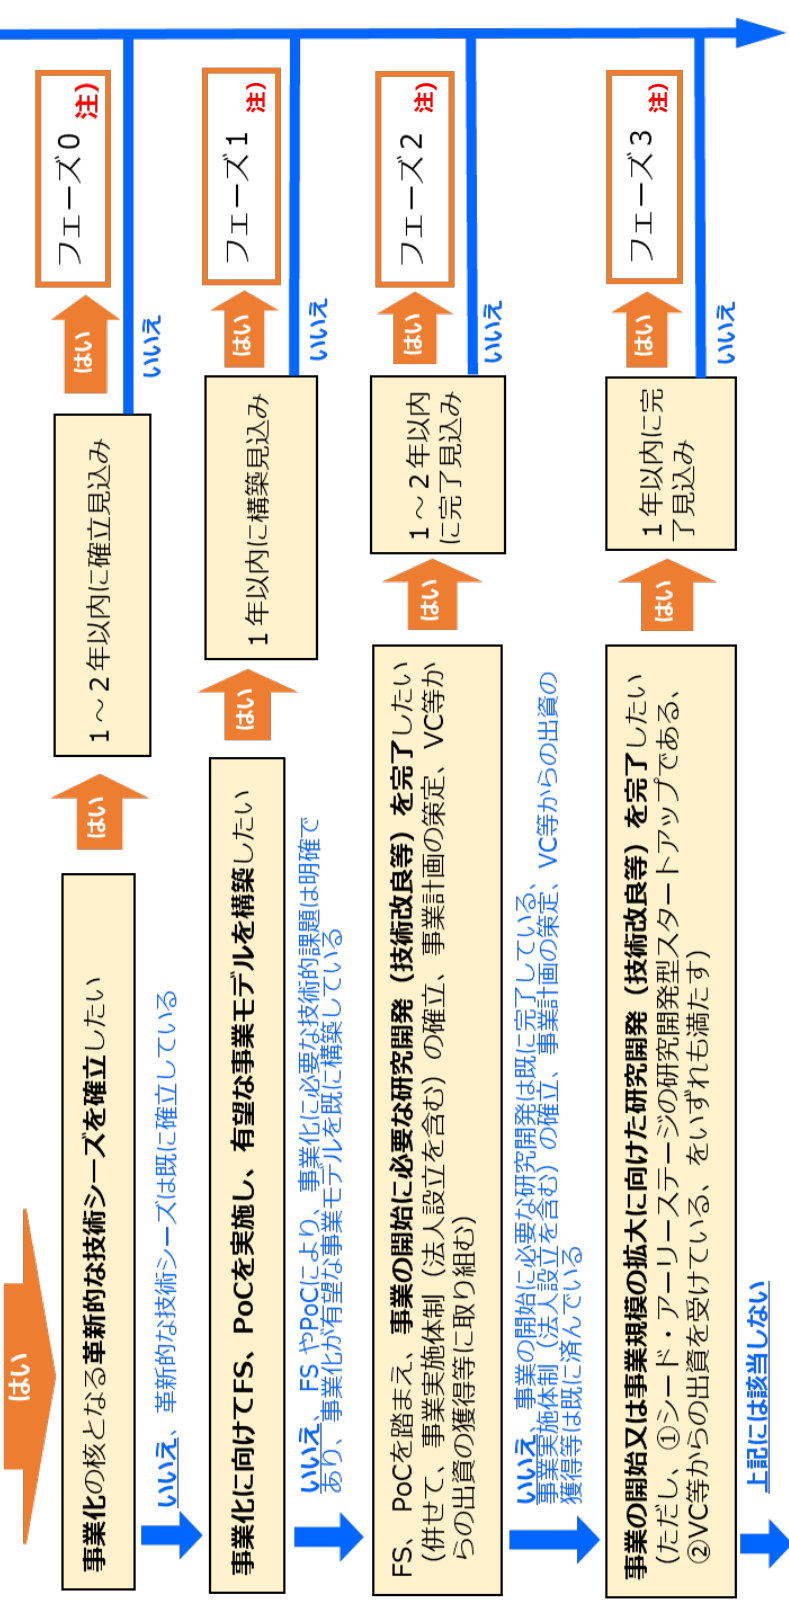 はい
事業化の核となる革新的な技術シーズを確立したい
はい
1～2年以内に確立見込み
はい
フェーズ0
注)
いいえ
いいえ、革新的な技術シーズは既に確立している
事業化に向けてFS、PoCを実施し、有望な事業モデルを構築したい
はい
1年以内に構築見込み
はい
フェーズ1
注)
いいえ
いいえ、FS やPoCにより、事業化に必要な技術的課題は明確で
あり、事業化が有望な事業モデルを既に構築している
FS、PoCを踏まえ、事業の開始に必要な研究開発（技術改良等）を完了したい
（併せて、事業実施体制（法人設立を含む）の確立、事業計画の策定、VC等か
らの出資の獲得等に取り組む）
はい
1～2年以内
に完了見込み
はい
フェーズ2
注)
いいえ
いいえ、事業の開始に必要な研究開発は既に完了している、
事業実施体制（法人設立を含む）の確立、事業計画の策定、VC等からの出資の
獲得等は既に済んでいる
事業の開始又は事業規模の拡大に向けた研究開発（技術改良等）を完了したい
（ただし、①シード・アーリーステージの研究開発型スタートアップである、
②VC等からの出資を受けている、をいずれも満たす）
はい
1年以内に完
了見込み
はい
フェーズ3
注)
いいえ
上記には該当しない